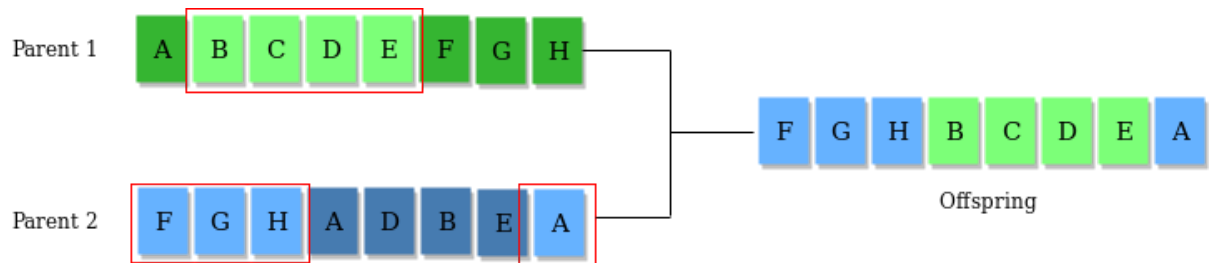 Parent 1 A B C D E F G H
F G H B C D E A
Offspring
Parent 2 F G H A D B E A